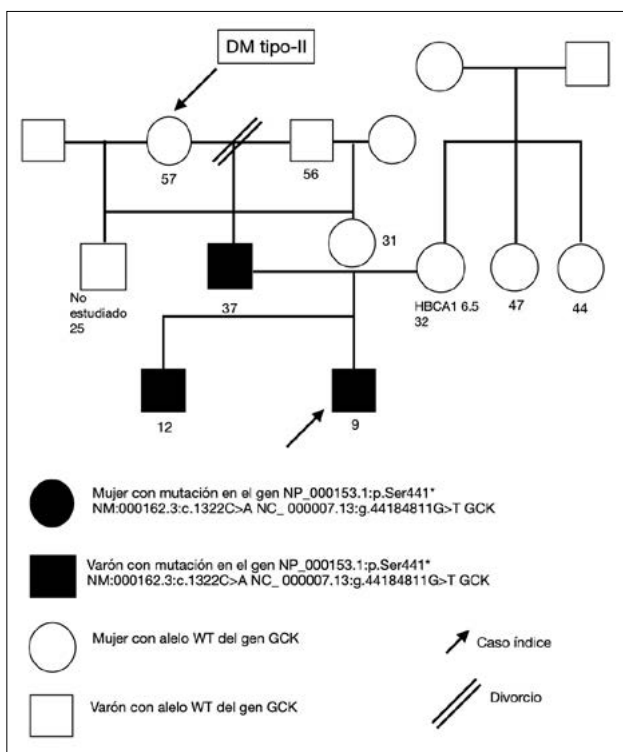 DM tipo-II
57
56
31
No
estudiado
25
37
HBCA1 6.5
32
47
44
12
9
Mujer con mutación en el gen NP_000153.1:p.Ser441*
NM:000162.3:c.1322C>A NC_ 000007.13:g.44184811G>T GCK
Varón con mutación en el gen NP_000153.1:p.Ser441*
NM:000162.3:c.1322C>A NC_ 000007.13:g.44184811G>T GCK
Mujer con alelo WT del gen GCK
Caso índice
Varón con alelo WT del gen GCK
Divorcio